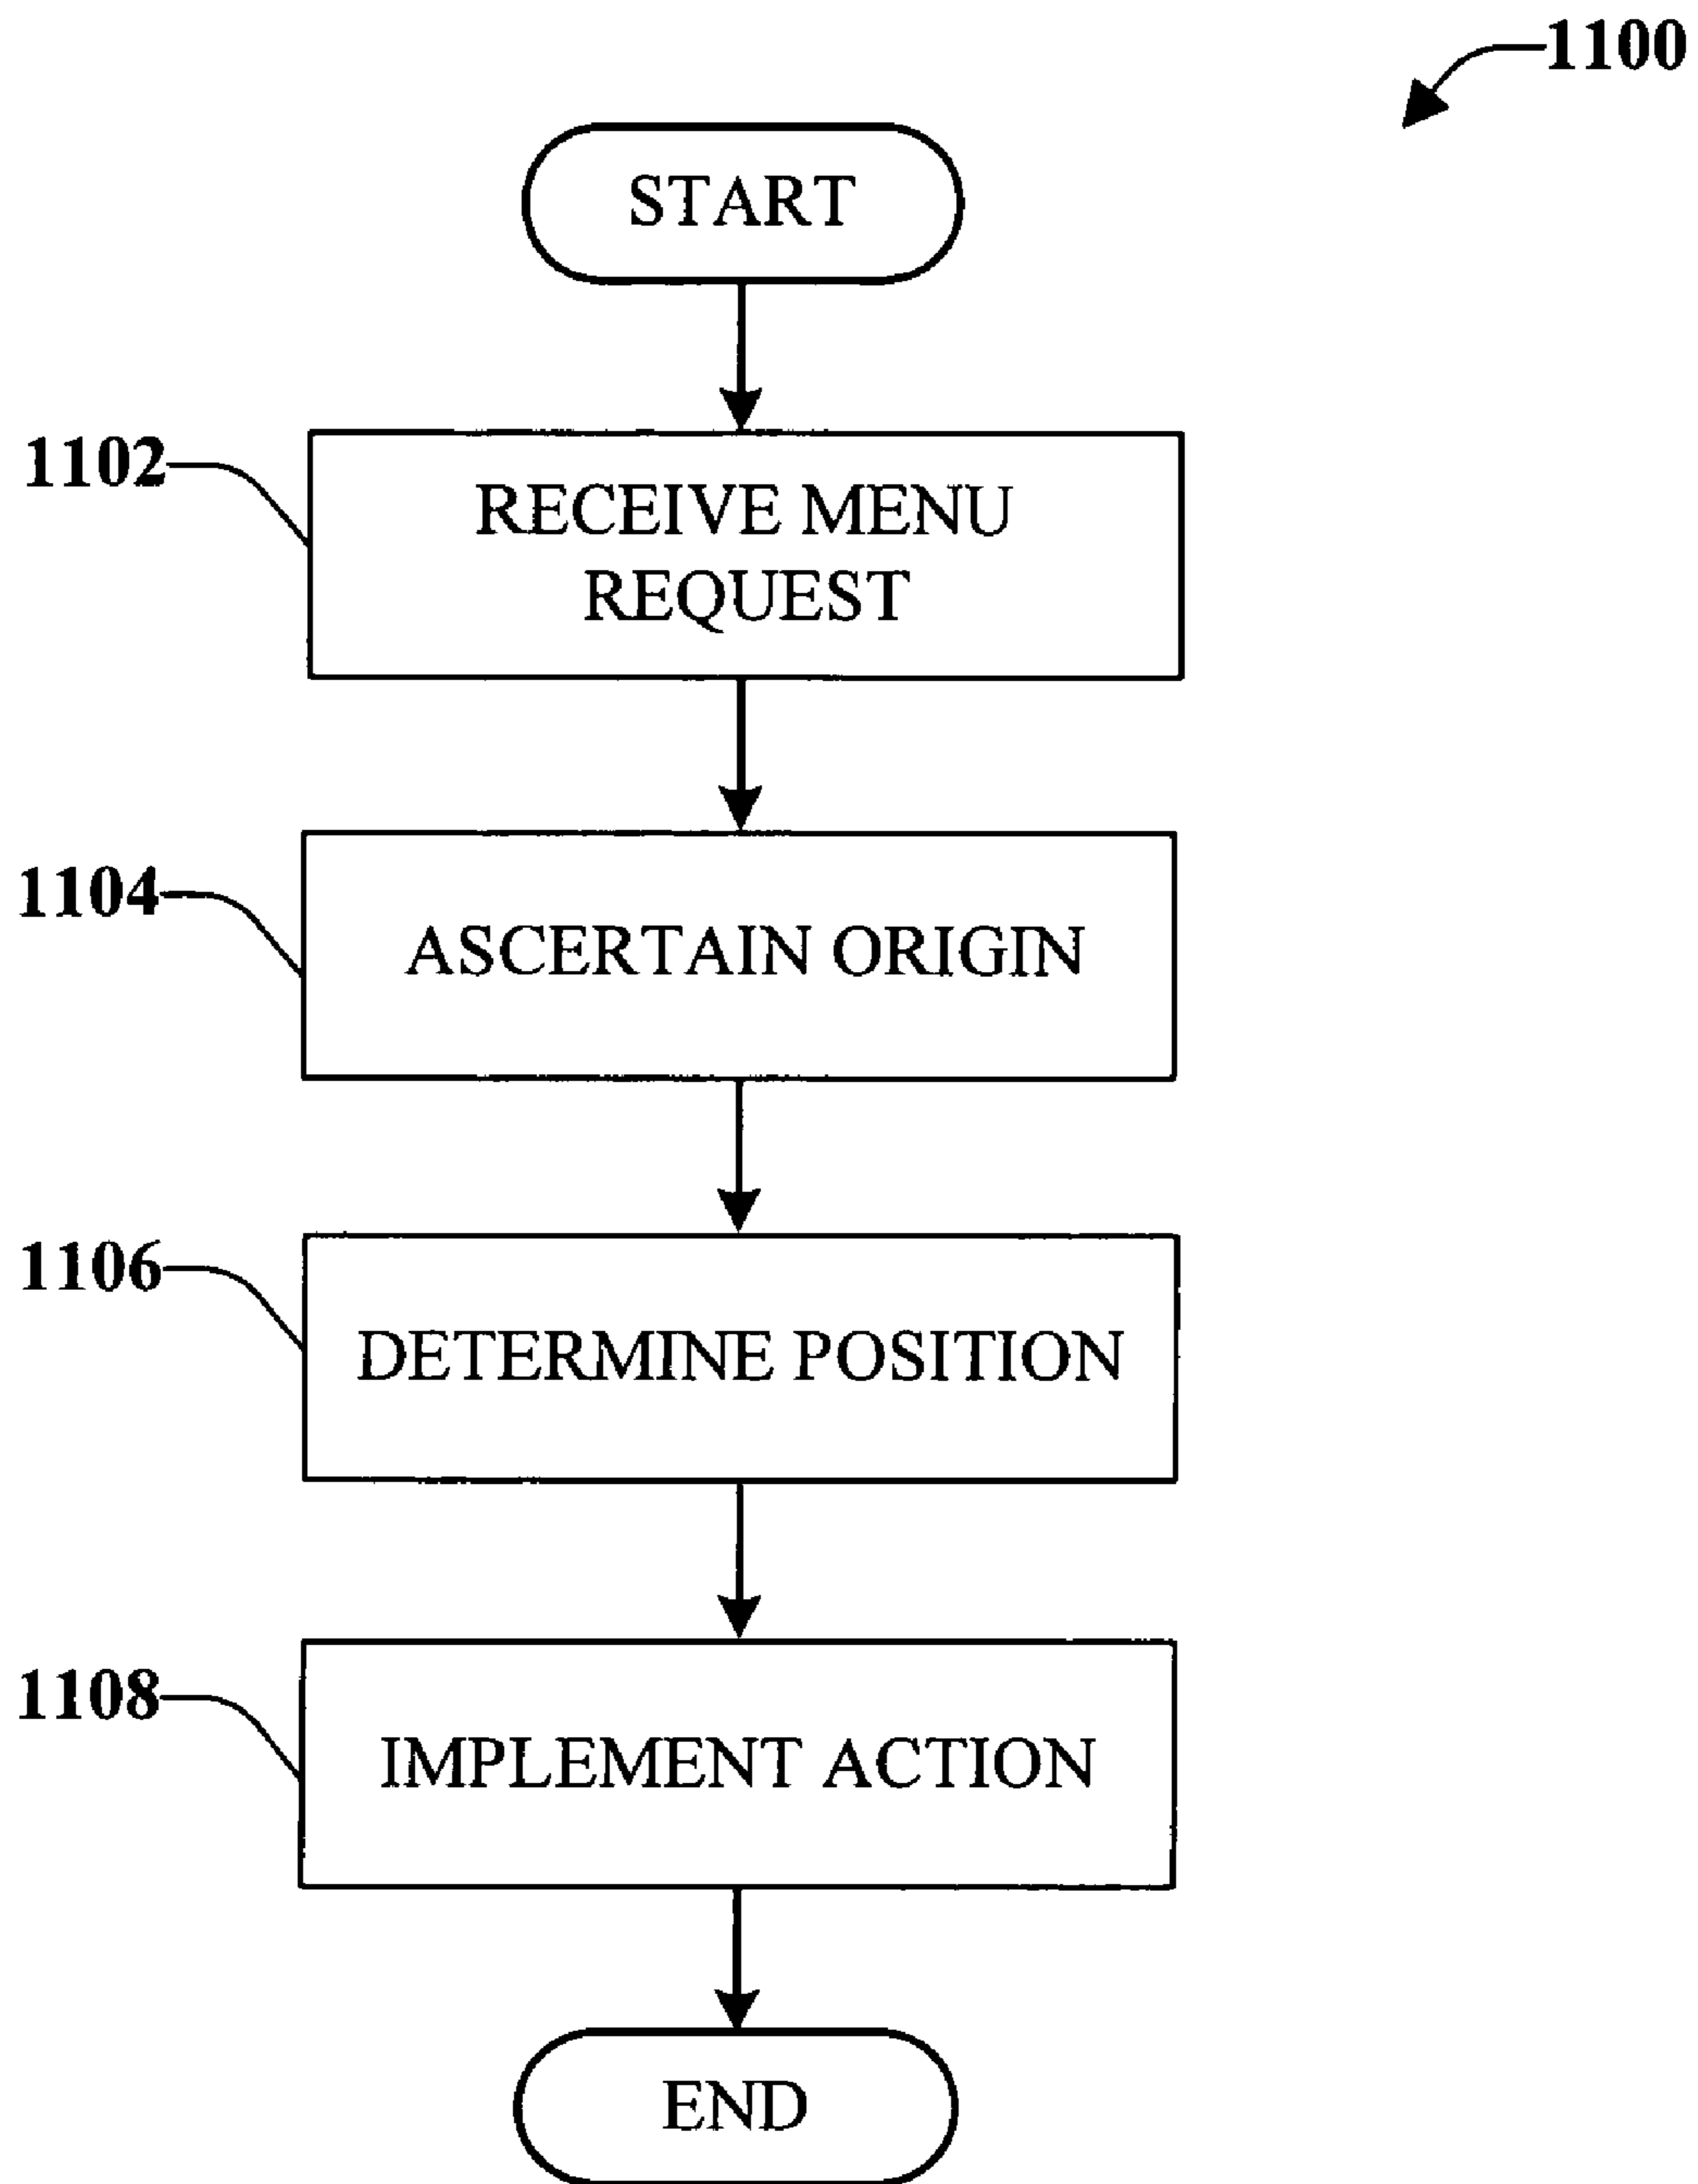 1100
START
1102
RECEIVE MENU
REQUEST
1104
ASCERTAIN ORIGIN
1106
DETERMINE POSITION
1108
IMPLEMENT ACTION
END